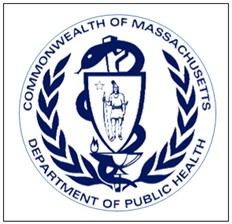 COMMONWEALTH OF MASSACHUSETTS
DEPARTMENT OF PUBLIC HEALTH